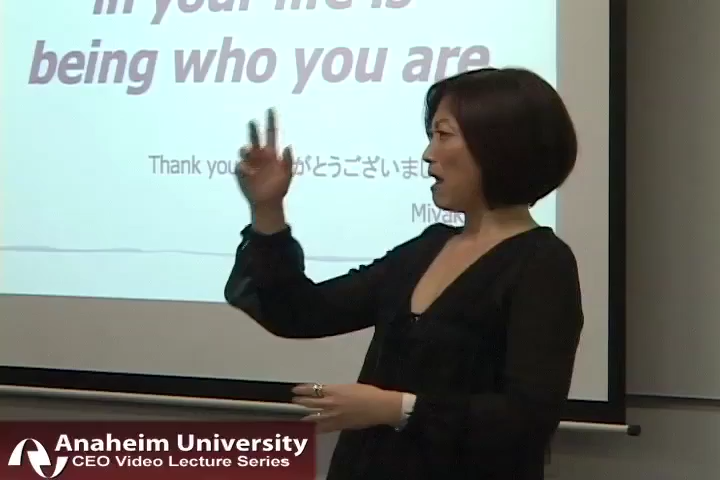 in your life is
being who you are
Thank you がとうございまし
Miyak
Anaheim University
CEO Video Lecture Series